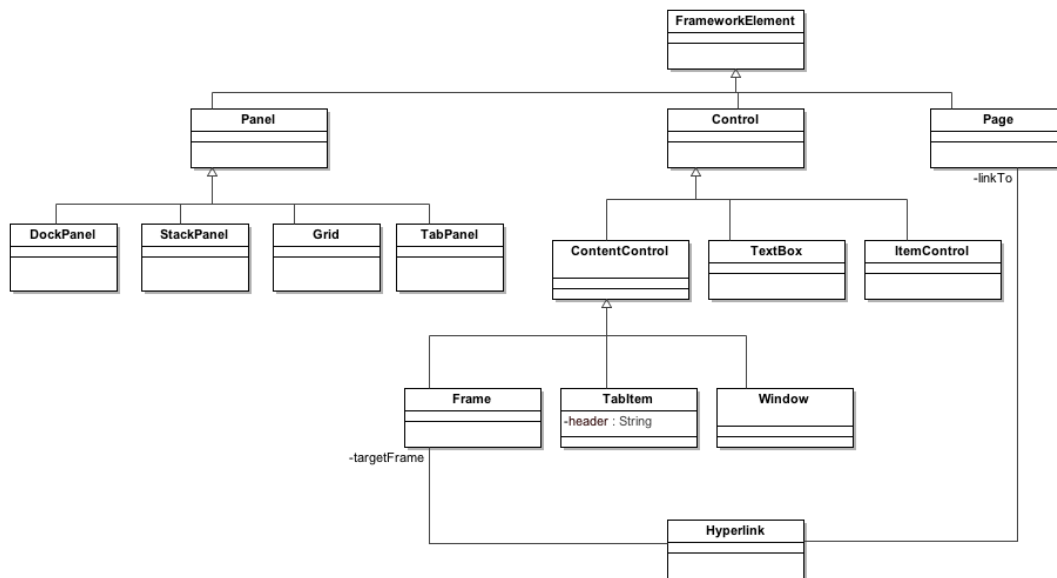 FrameworkElement
Panel
Control
Page
-linkTo
DockPanel
StackPanel
Grid
TabPanel
ContentControl
TextBox
ItemControl
Frame
TabItem
Window
-header : String
-targetFrame
Hyperlink